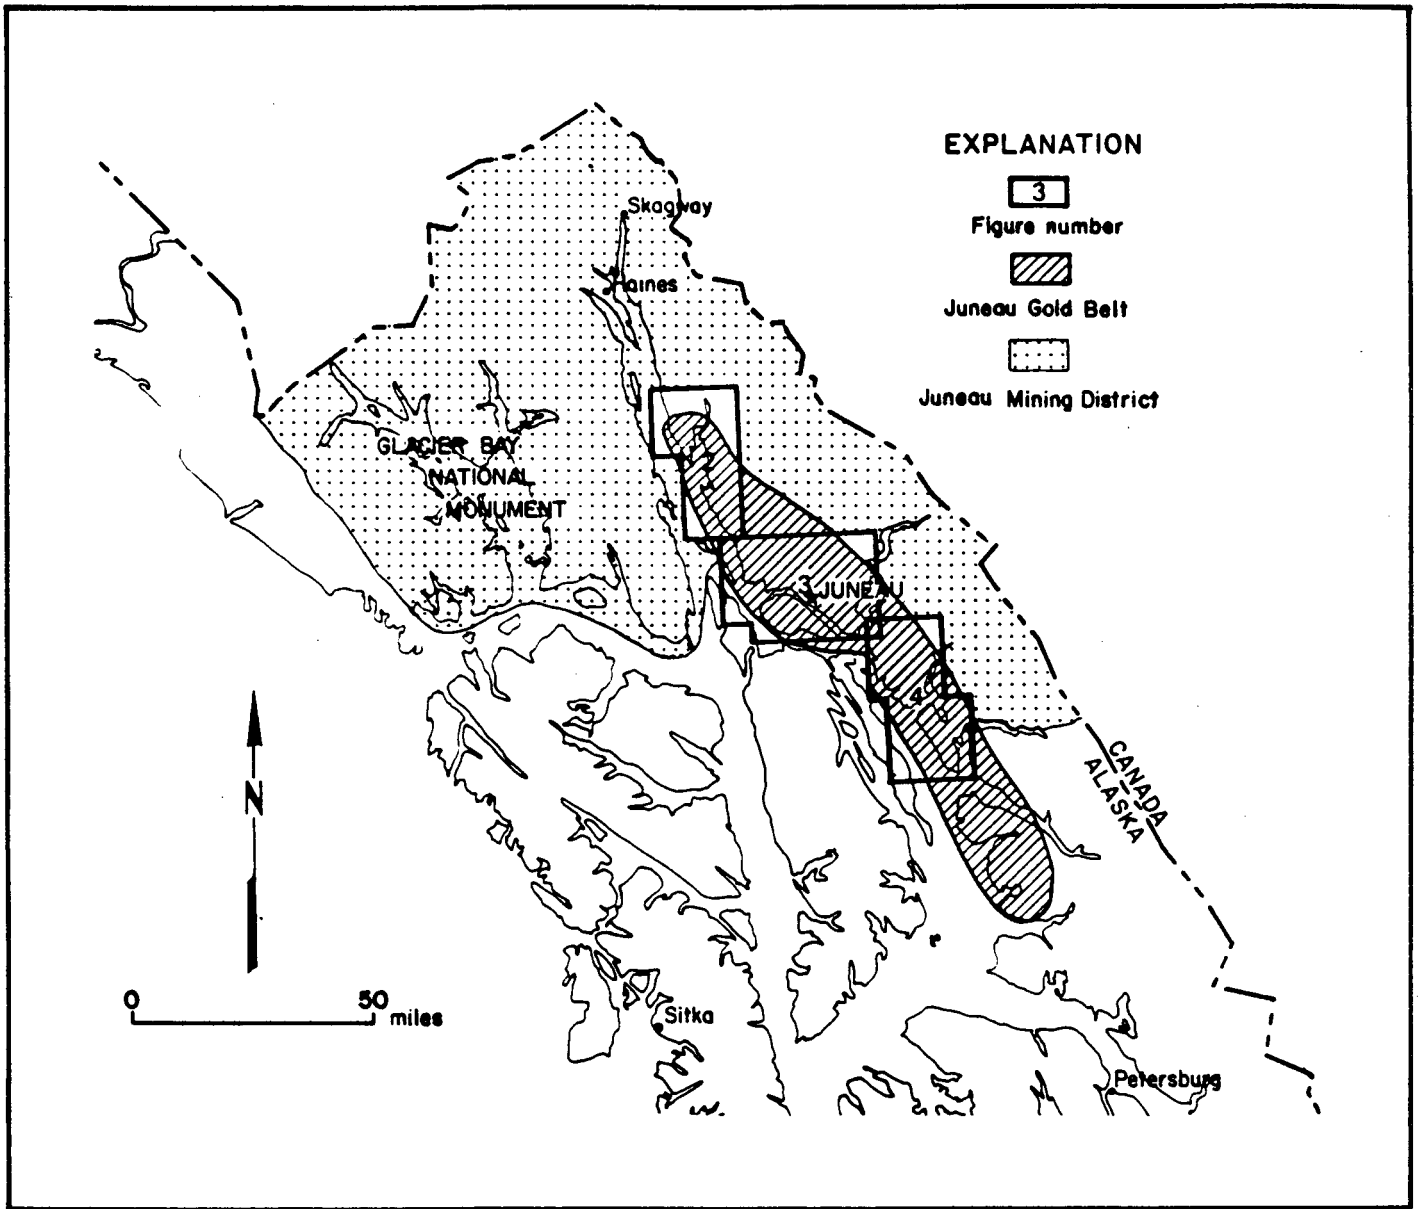 EXPLANATION
3
Figure number
Juneau Gold Belt
Juneau Mining District
Skagway
Haines
GLACIER BAY
NATIONAL
MONUMENT
3 JUNEAU
4
CANADA
ALASKA
N
0 50 miles
Sitka
Petersburg